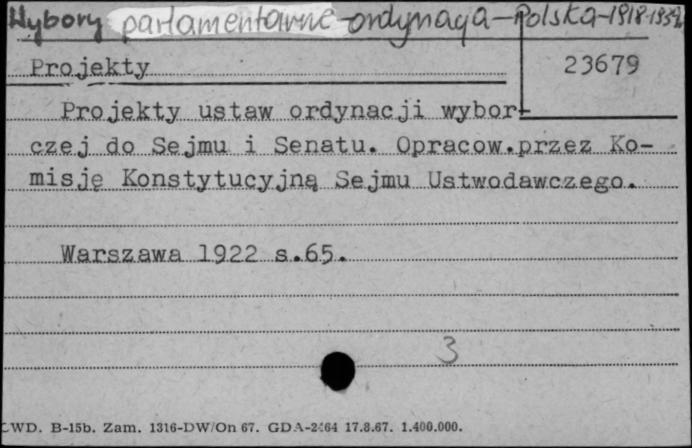 Wybory parlamentarne-ordynacja-Polska-1918-1939
Projekty
23679
Projekty ustaw ordynacji wybor-
czej do Sejmu i Senatu. Opracow.przez Ko-
misję Konstytucyjną Sejmu Ustwodawczego.
Warszawa 1922 s.65.
3
LWD. B-15b. Zam. 1316-DW/On 67. GDA-2464 17.8.67. 1.400.000.